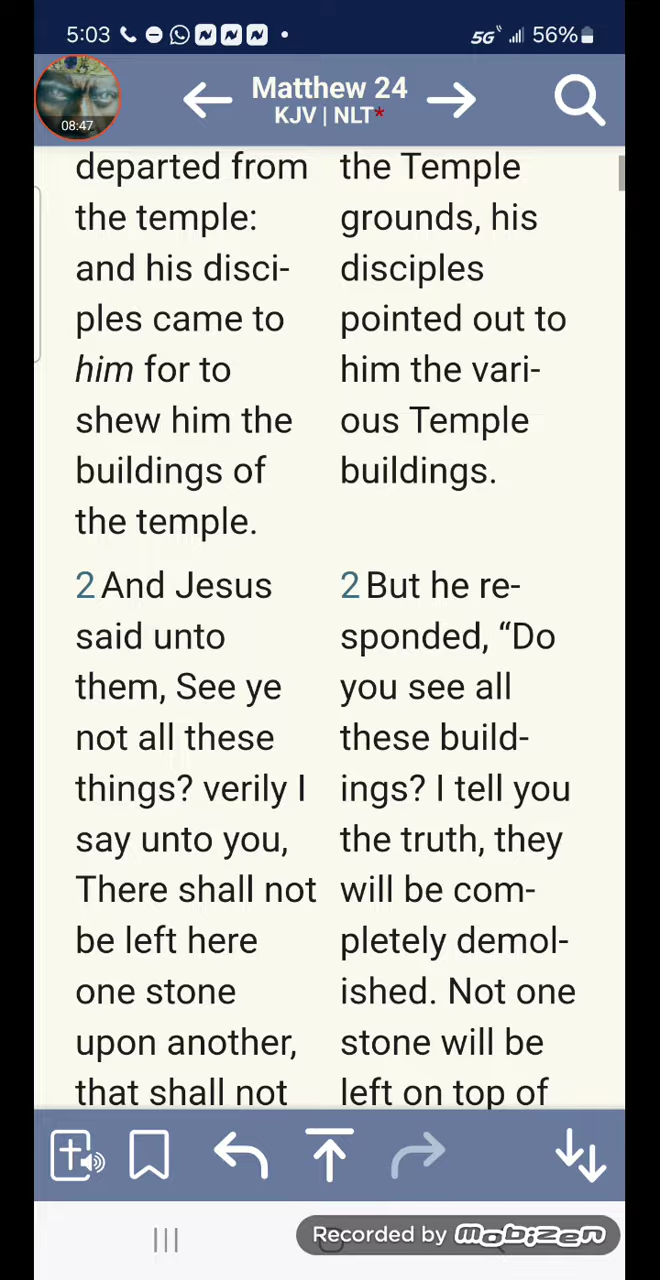 5:03
5G 56%
08:47
Matthew 24
KJV | NLT*
departed from
the temple:
and his disci-
ples came to
him for to
shew him the
buildings of
the temple.
2 And Jesus
said unto
them, See ye
not all these
things? verily I
say unto you,
There shall not
be left here
one stone
upon another,
that shall not
the Temple
grounds, his
disciples
pointed out to
him the vari-
ous Temple
buildings.
2 But he re-
sponded, “Do
you see all
these build-
ings? I tell you
the truth, they
will be com-
pletely demol-
ished. Not one
stone will be
left on top of
Recorded by mobizen